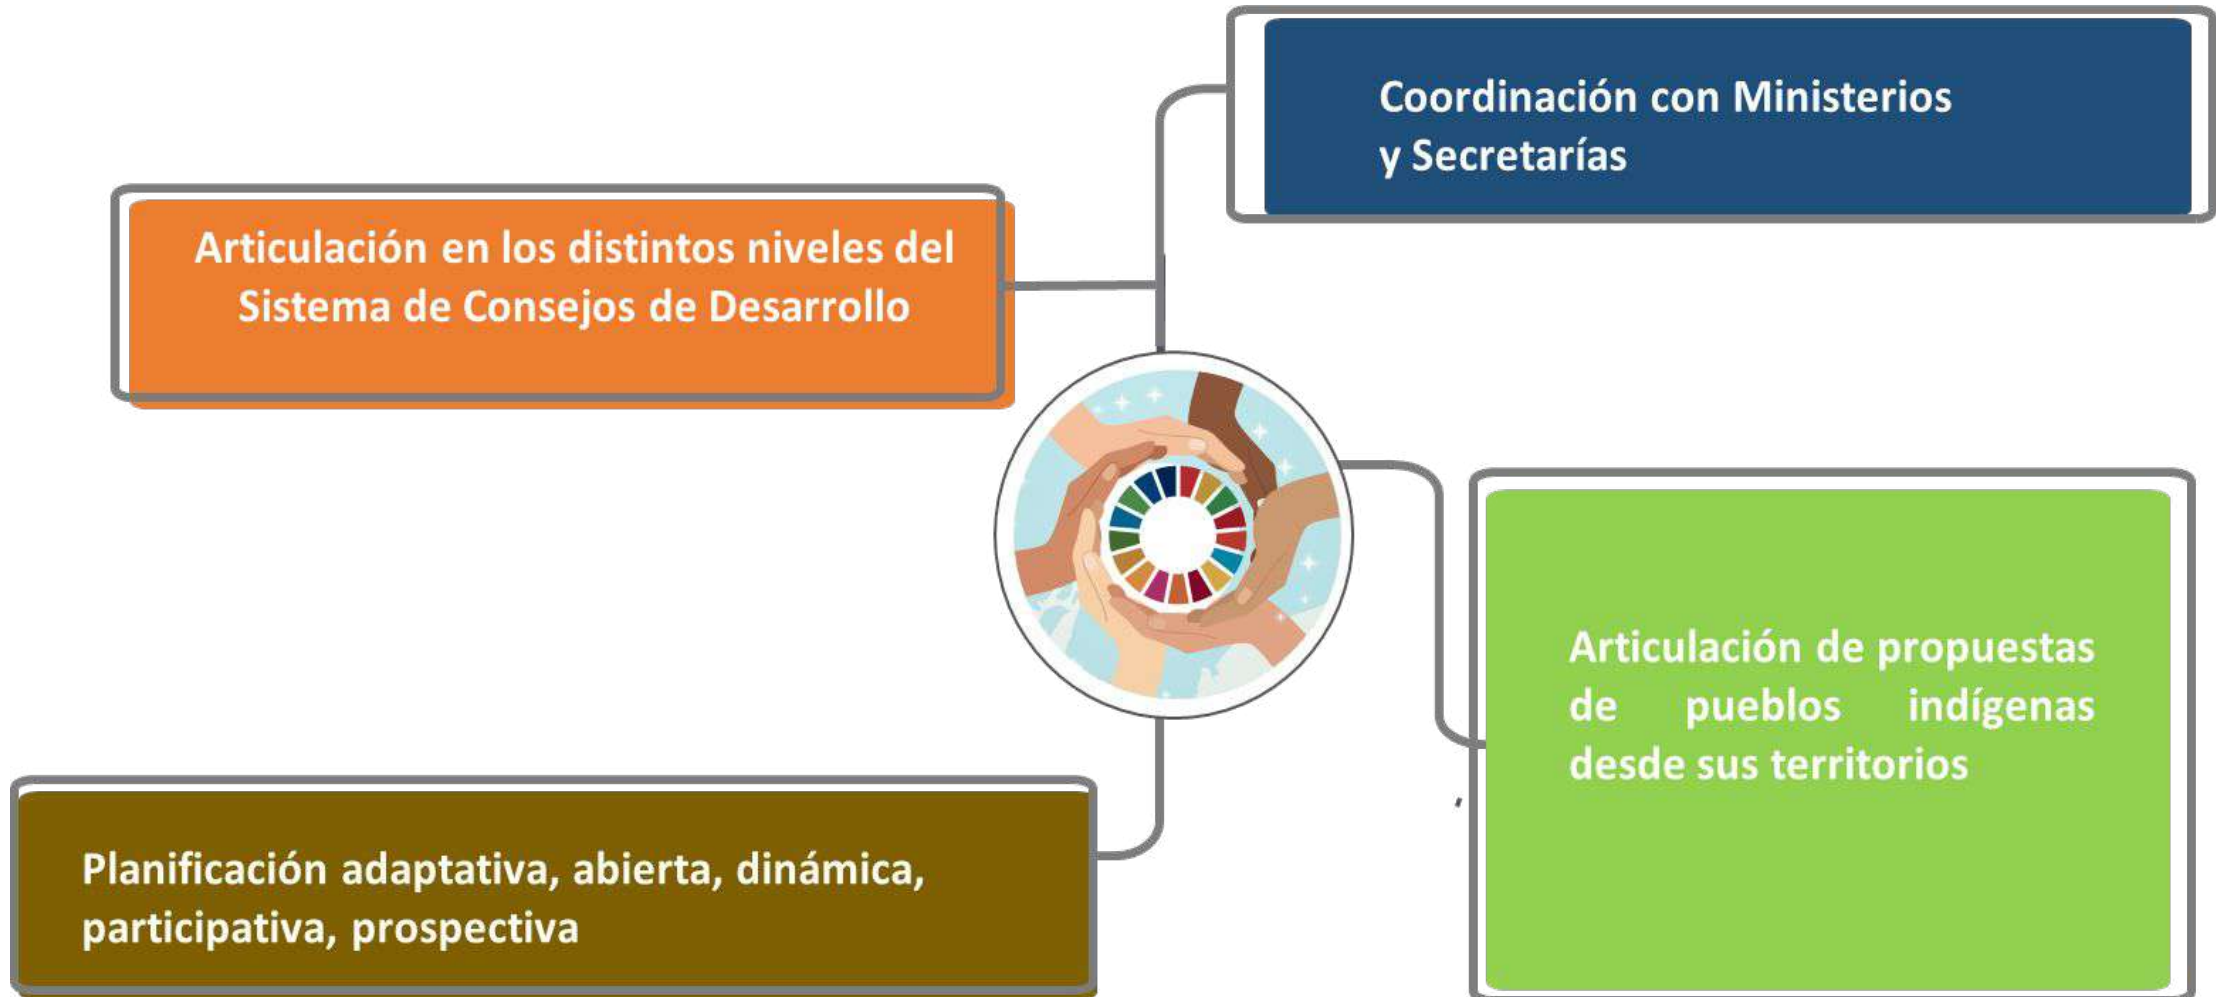 Coordinación con Ministerios
y Secretarías
Articulación en los distintos niveles del
Sistema de Consejos de Desarrollo
Articulación de propuestas
de pueblos indígenas
desde sus territorios
Planificación adaptativa, abierta, dinámica,
participativa, prospectiva